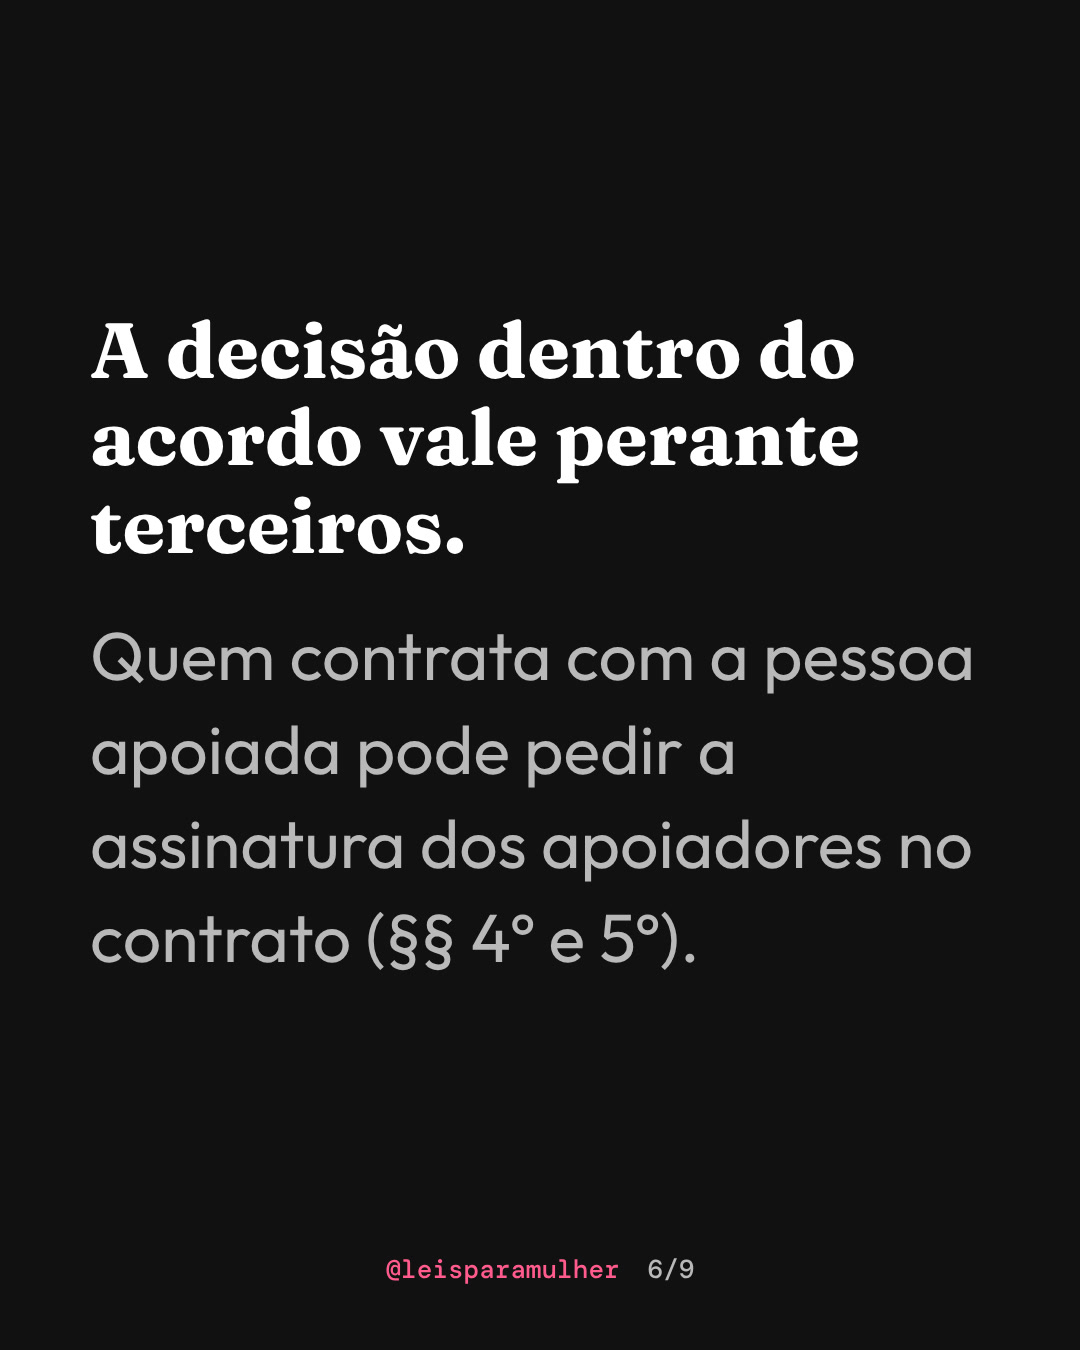 A decisão dentro do
acordo vale perante
terceiros.
Quem contrata com a pessoa
apoiada pode pedir a
assinatura dos apoiadores no
contrato (§§ 4º e 5º).
@leisparamulher 6/9